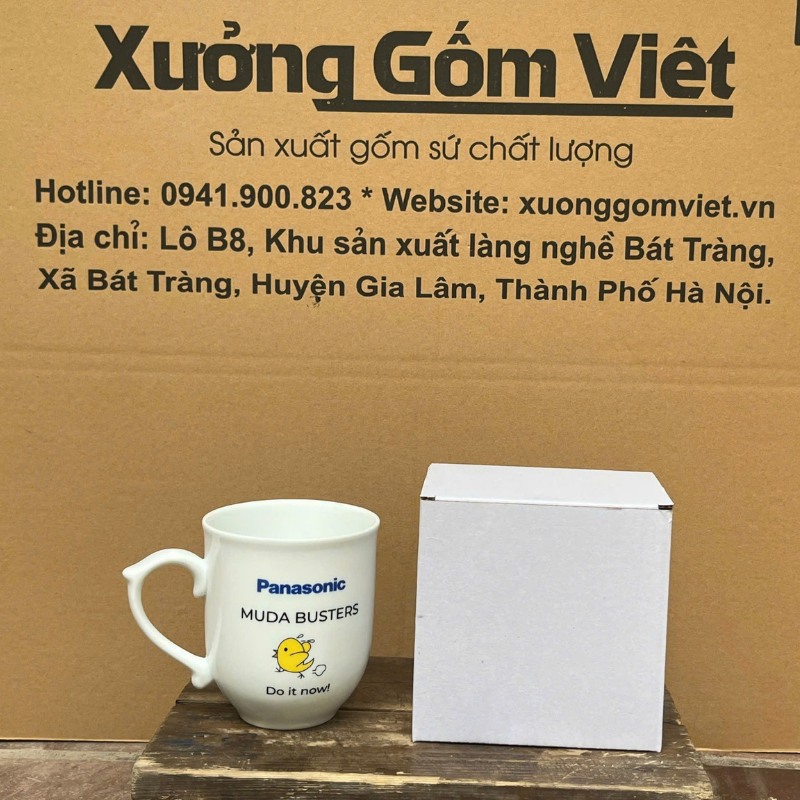 Xưởng Gốm Việt
Sản xuất gốm sứ chất lượng
Hotline: 0941.900.823 * Website: xuonggomviet.vn
Địa chỉ: Lô B8, Khu sản xuất làng nghề Bát Tràng,
Xã Bát Tràng, Huyện Gia Lâm, Thành Phố Hà Nội.
Panasonic
MUDA BUSTERS
Do it now!